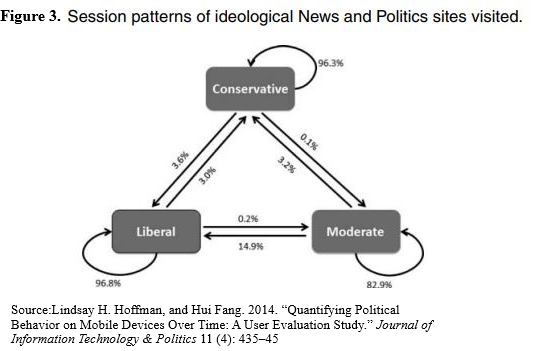 Figure 3. Session patterns of ideological News and Politics sites visited.
96.3%
Conservative
3.6%
3.0%
0.1%
3.2%
Liberal
0.2%
14.9%
Moderate
96.8%
82.9%
Source:Lindsay H. Hoffman, and Hui Fang. 2014. “Quantifying Political
Behavior on Mobile Devices Over Time: A User Evaluation Study.” Journal of
Information Technology & Politics 11 (4): 435–45